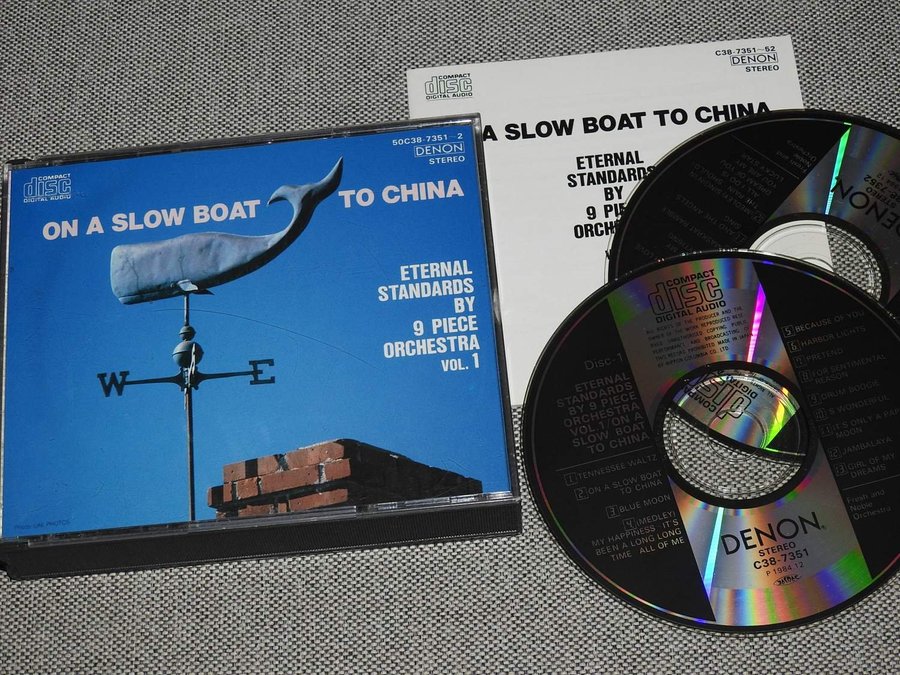 50C38-7351~2
DENON
STEREO
COMPACT
disc
DIGITAL AUDIO
ON A SLOW BOAT TO CHINA
ETERNAL
STANDARDS
BY
9 PIECE
ORCHESTRA
VOL. 1
W E
C38-7351~52
DENON
STEREO
COMPACT
disc
DIGITAL AUDIO
A SLOW BOAT TO CHINA
ETERNAL
STANDARDS
BY
9
DENON
COMPACT
disc
DIGITAL AUDIO
Disc-1
ETERNAL
STANDARDS
BY 9 PIECE
ORCHESTRA
VOL.1/ON A
SLOW BOAT
TO CHINA
1 TENNESSEE WALTZ
2 ON A SLOW BOAT
TO CHINA
3 BLUE MOON
4 (MEDLEY)
MY HAPPINESS IT'S
BEEN A LONG LONG
TIME ALL OF ME
5 BECAUSE OF YOU
6 HARBOR LIGHTS
7 PRETEND
8 FOR SENTIMENTAL
REASON
9 DRUM BOOGIE
'S WONDERFUL
IT'S ONLY A PAPER
MOON
JAMBALAYA
GIRL OF MY
DREAMS
Fresh and
Noble
Orchestra
DENON
STEREO
C38-7351
P 1984.12